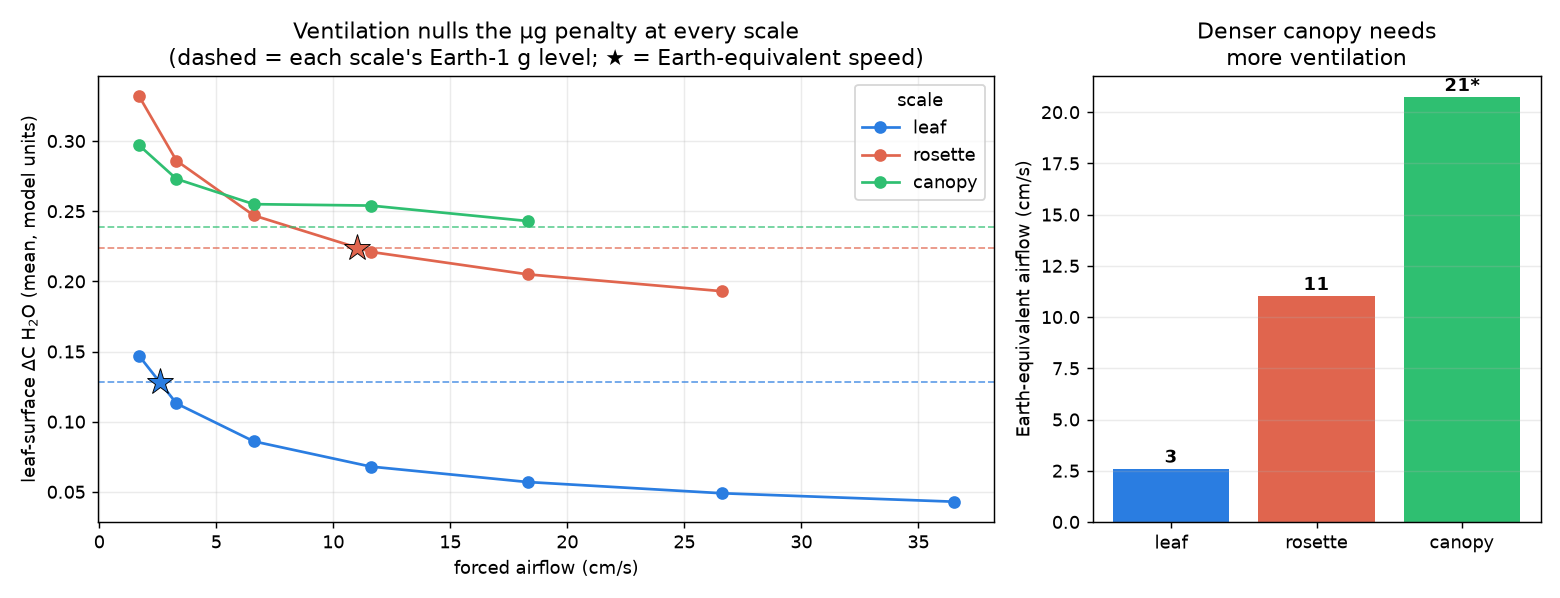 Ventilation nulls the µg penalty at every scale
(dashed = each scale's Earth-1 g level; ★ = Earth-equivalent speed)
leaf-surface ΔC H₂O (mean, model units)
0.30
0.25
0.20
0.15
0.10
0.05
scale
leaf
rosette
canopy
0
5
10
15
20
25
30
35
forced airflow (cm/s)
Denser canopy needs
more ventilation
Earth-equivalent airflow (cm/s)
20.0
17.5
15.0
12.5
10.0
7.5
5.0
2.5
0.0
3
11
21*
leaf
rosette
canopy